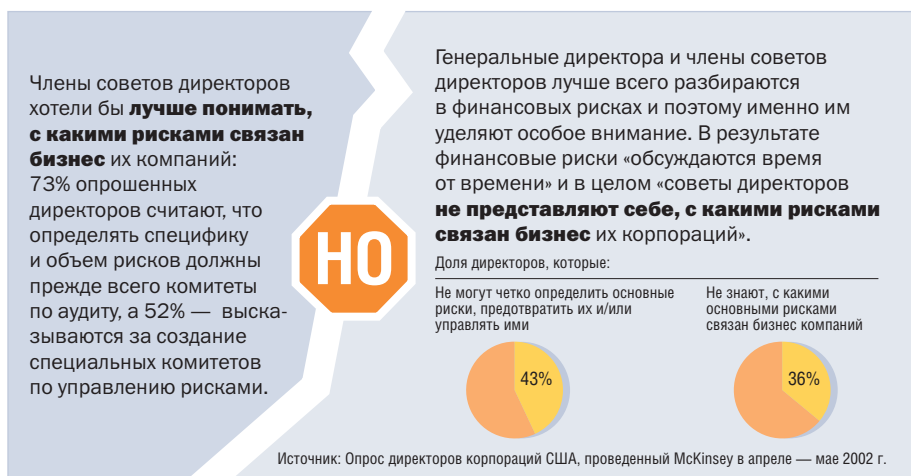 Члены советов директоров
хотели бы лучше понимать,
с какими рисками связан
бизнес их компаний:
73% опрошенных
директоров считают, что
определять специфику
и объем рисков должны
прежде всего комитеты
по аудиту, а 52% — выска-
зываются за создание
специальных комитетов
по управлению рисками.
НО
Генеральные директора и члены советов
директоров лучше всего разбираются
в финансовых рисках и поэтому именно им
уделяют особое внимание. В результате
финансовые риски «обсуждаются время
от времени» и в целом «советы директоров
не представляют себе, с какими рисками
связан бизнес их корпораций».
Доля директоров, которые:
Не могут четко определить основные
риски, предотвратить их и/или
управлять ими
43%
Не знают, с какими
основными рисками
связан бизнес компаний
36%
Источник: Опрос директоров корпораций США, проведенный McKinsey в апреле — мае 2002 г.